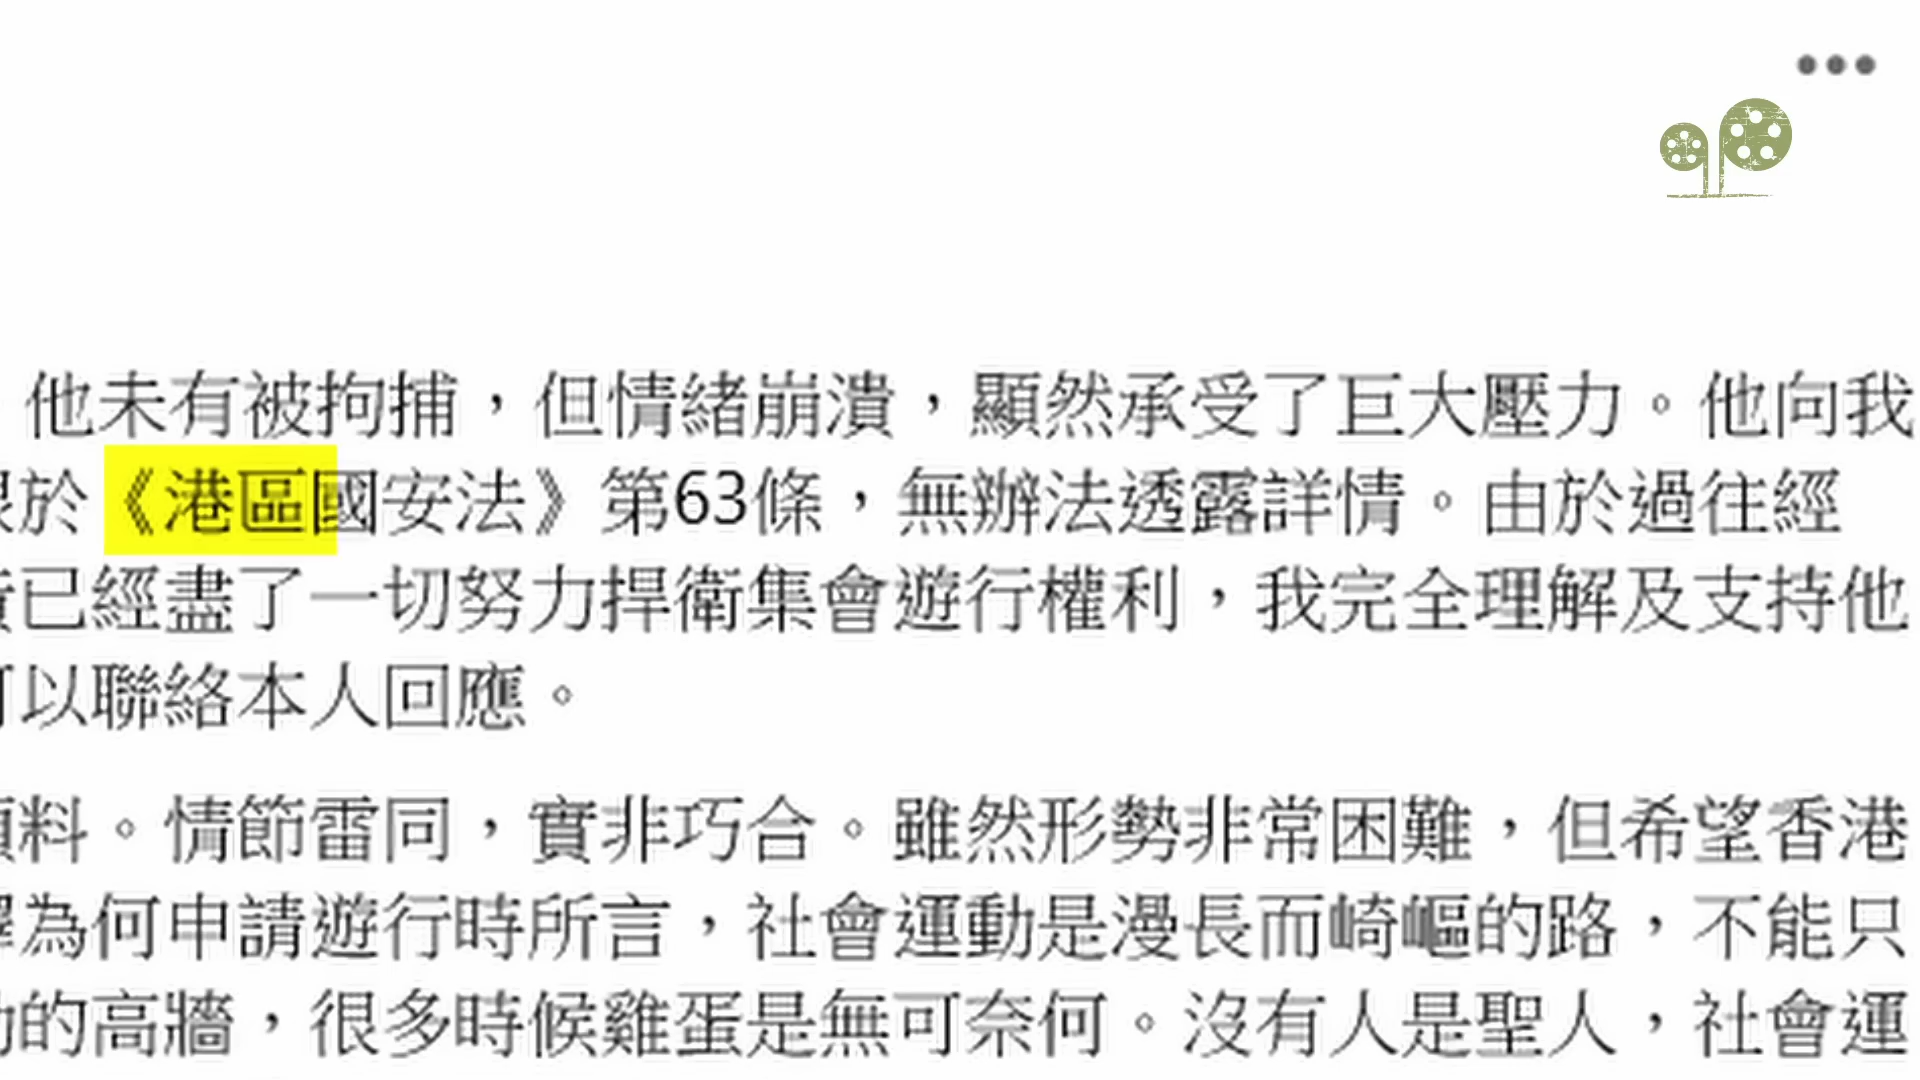 他未有被拘捕，但情緒崩潰，顯然承受了巨大壓力。他向我
於《港區國安法》第63條，無辦法透露詳情。由於過往經
已經盡了一切努力捍衛集會遊行權利，我完全理解及支持他
以聯絡本人回應。
料。情節雷同，實非巧合。雖然形勢非常困難，但希望香港
為何申請遊行時所言，社會運動是漫長而崎嶇的路，不能只
的高牆，很多時候雞蛋是無可奈何。沒有人是聖人，社會運